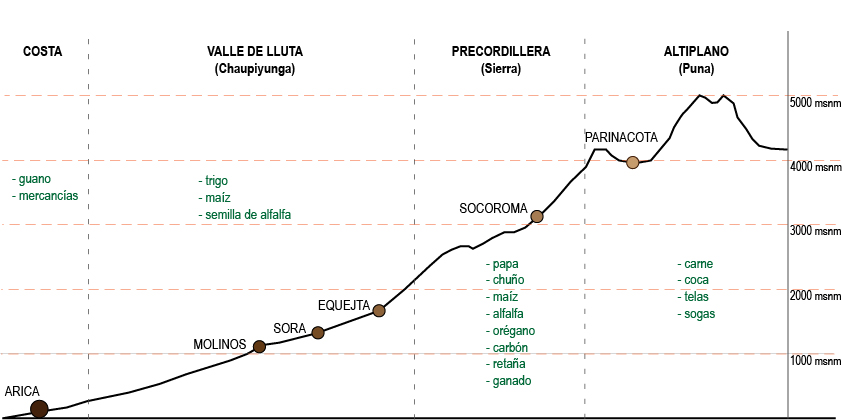 COSTA
VALLE DE LLUTA
(Chaupiyunga)
PRECORDILLERA
(Sierra)
ALTIPLANO
(Puna)
5000 msnm
PARINACOTA
4000 msnm
- guano
- mercancías
- trigo
- maíz
- semilla de alfalfa
SOCOROMA
3000 msnm
- papa
- chuño
- maíz
- alfalfa
- orégano
- carbón
- retaña
- ganado
- carne
- coca
- telas
- sogas
2000 msnm
EQUEJTA
SORA
MOLINOS
1000 msnm
ARICA